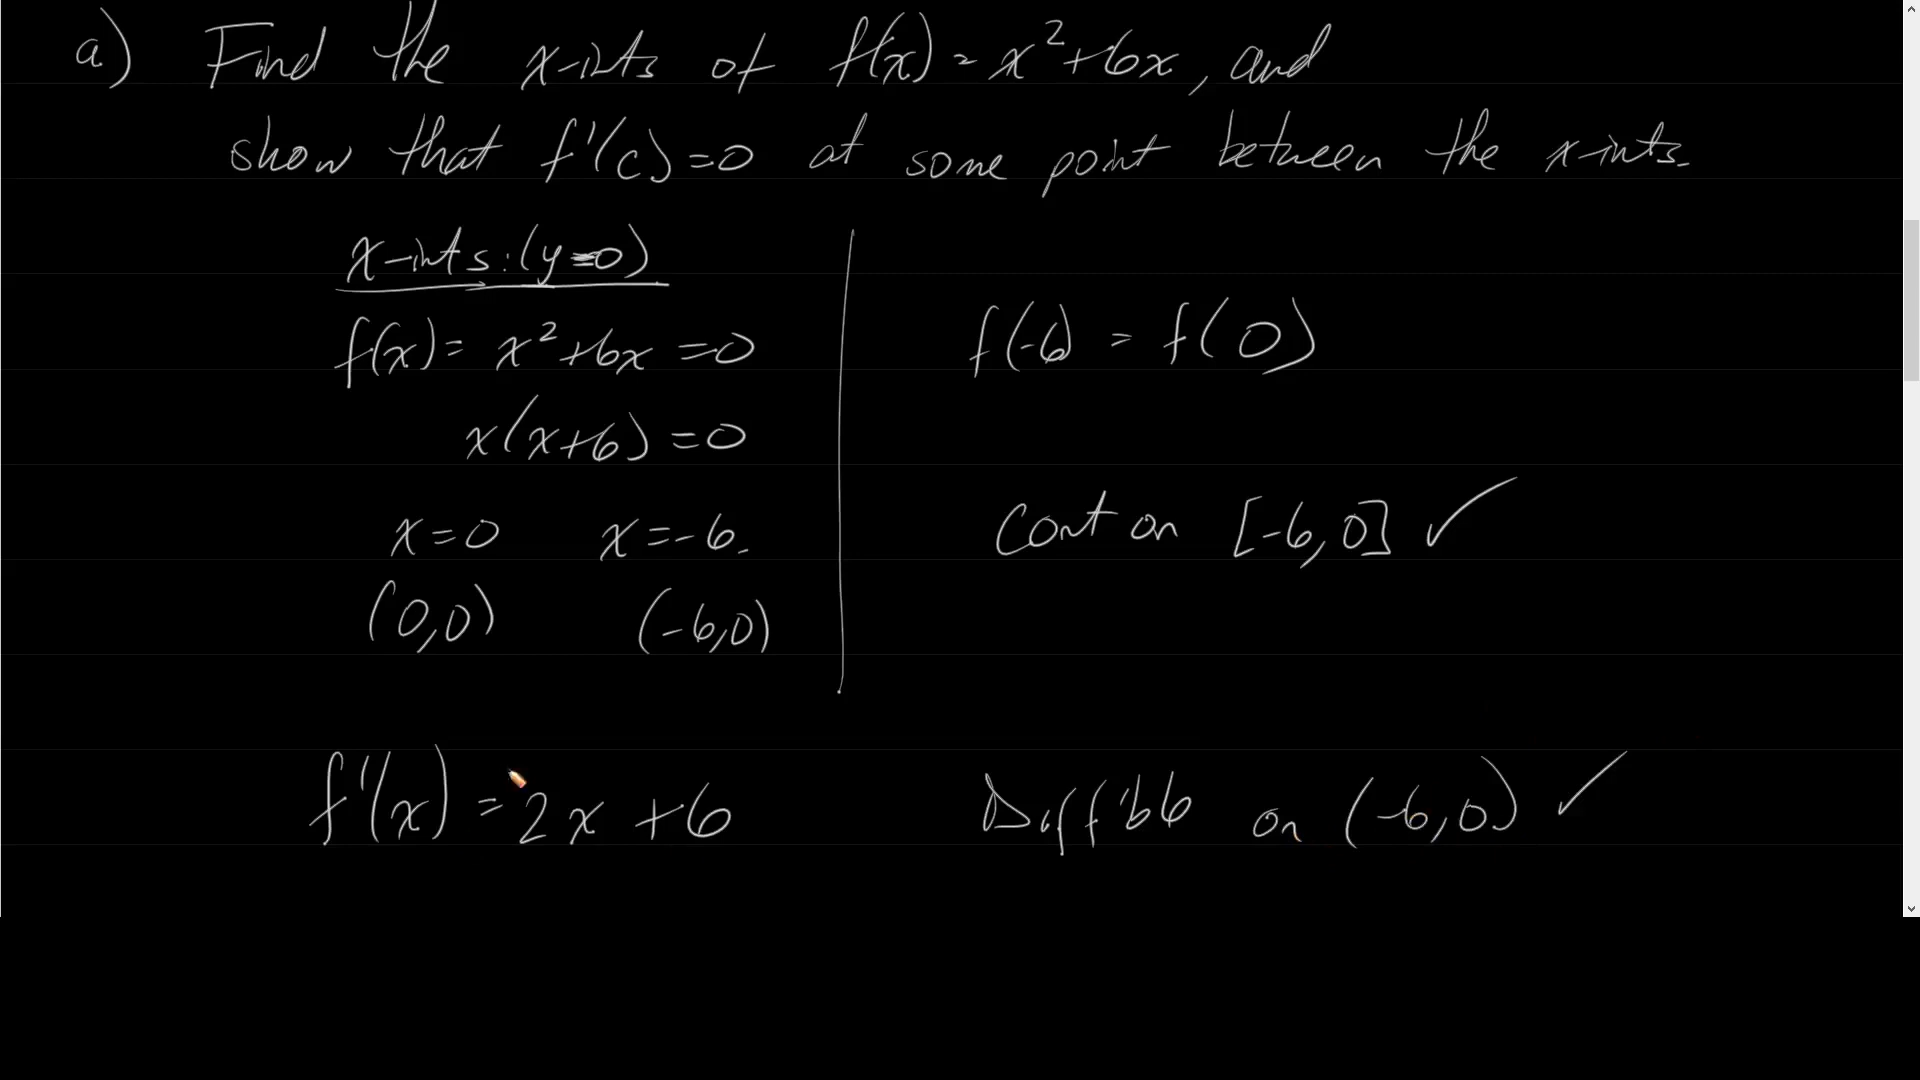 a) Find the x-ints of f(x) = x²+6x, and
show that f'(c)=0 at some point between the x-ints.
x-ints: (y=0)
f(x) = x²+6x =0
x(x+6) =0
x=0 x=-6.
(0,0) (-6,0)
f(-6) = f(0)
Cont on [-6,0] ✓
f'(x) = 2x +6
Diff'bb on (-6,0) ✓